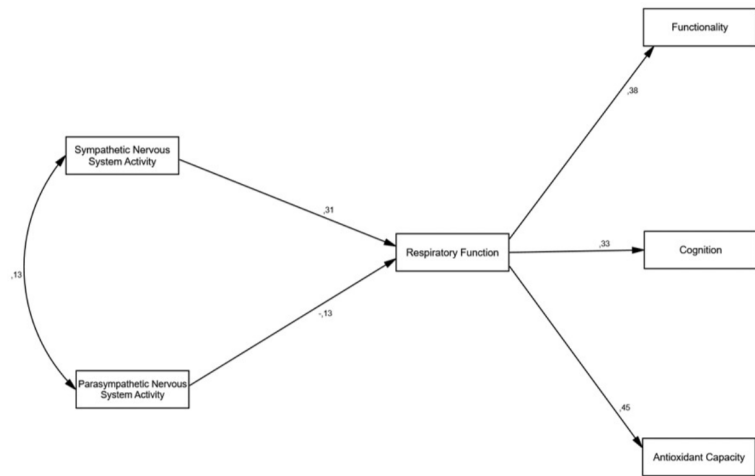 Functionality
,38
Sympathetic Nervous
System Activity
,31
Respiratory Function
,33
Cognition
,13
-,13
Parasympathetic Nervous
System Activity
,45
Antioxidant Capacity